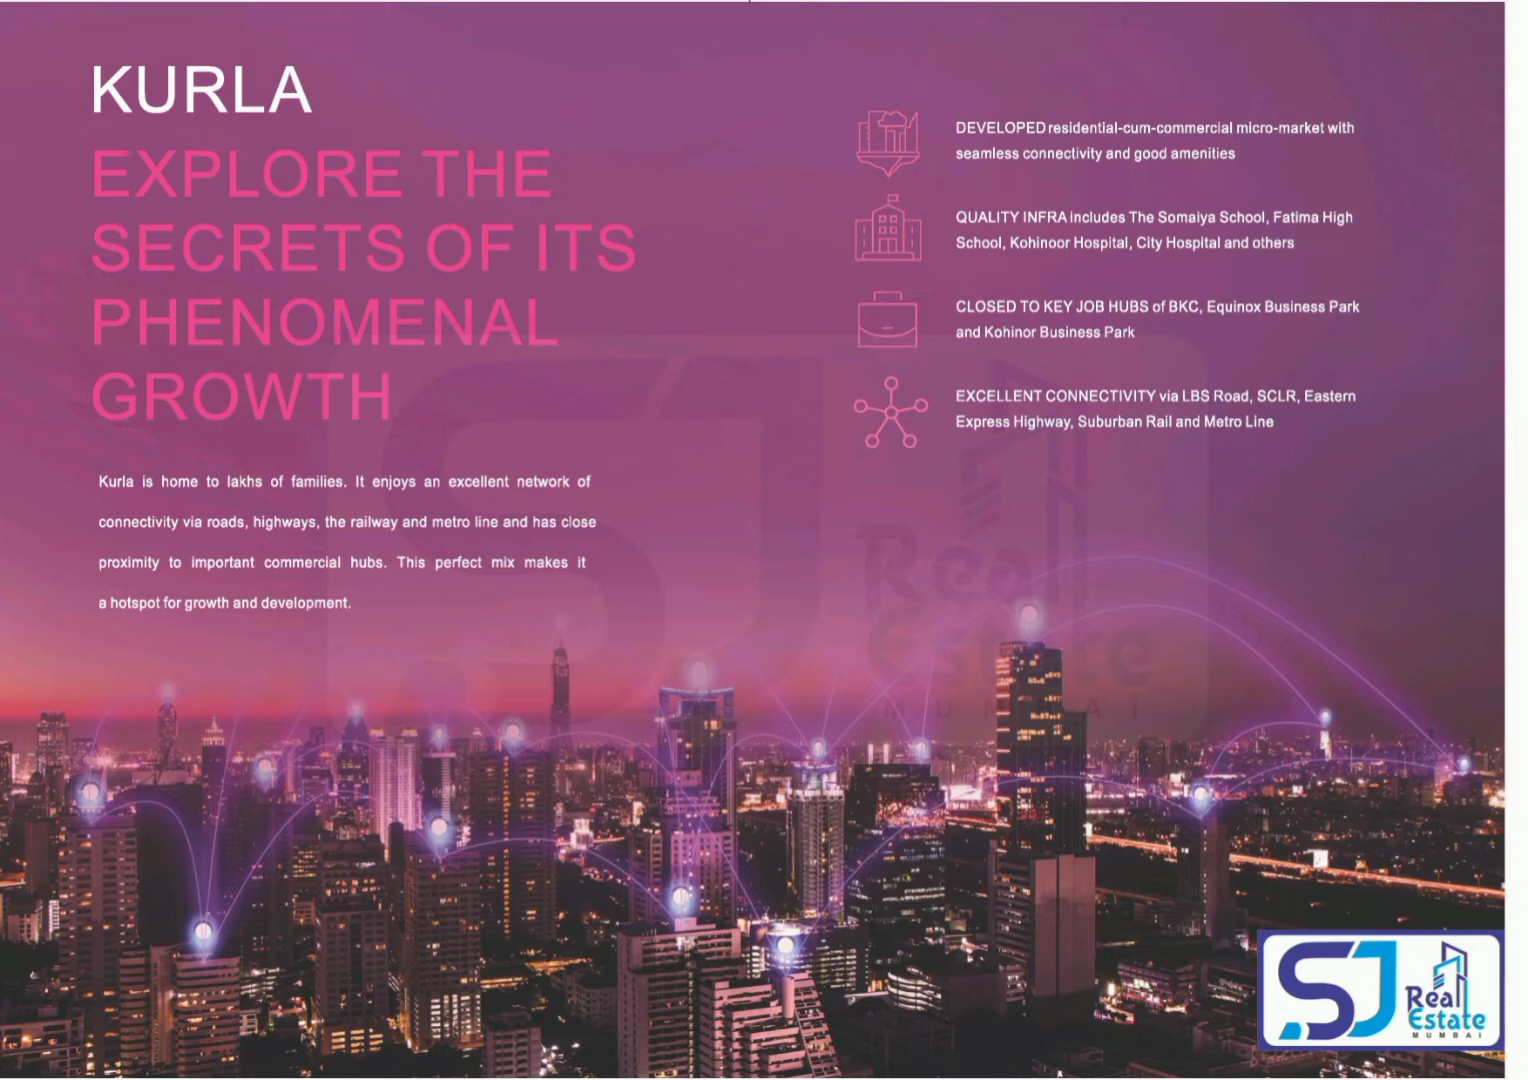 KURLA
EXPLORE THE
SECRETS OF ITS
PHENOMENAL
GROWTH
Kurla is home to lakhs of families. It enjoys an excellent network of
connectivity via roads, highways, the railway and metro line and has close
proximity to important commercial hubs. This perfect mix makes it
a hotspot for growth and development.
DEVELOPED residential-cum-commercial micro-market with
seamless connectivity and good amenities
QUALITY INFRA includes The Somaiya School, Fatima High
School, Kohinoor Hospital, City Hospital and others
CLOSED TO KEY JOB HUBS of BKC, Equinox Business Park
and Kohinor Business Park
EXCELLENT CONNECTIVITY via LBS Road, SCLR, Eastern
Express Highway, Suburban Rail and Metro Line
SJ
Real
Estate
MUMBAI
SJ
Real
Estate
MUMBAI